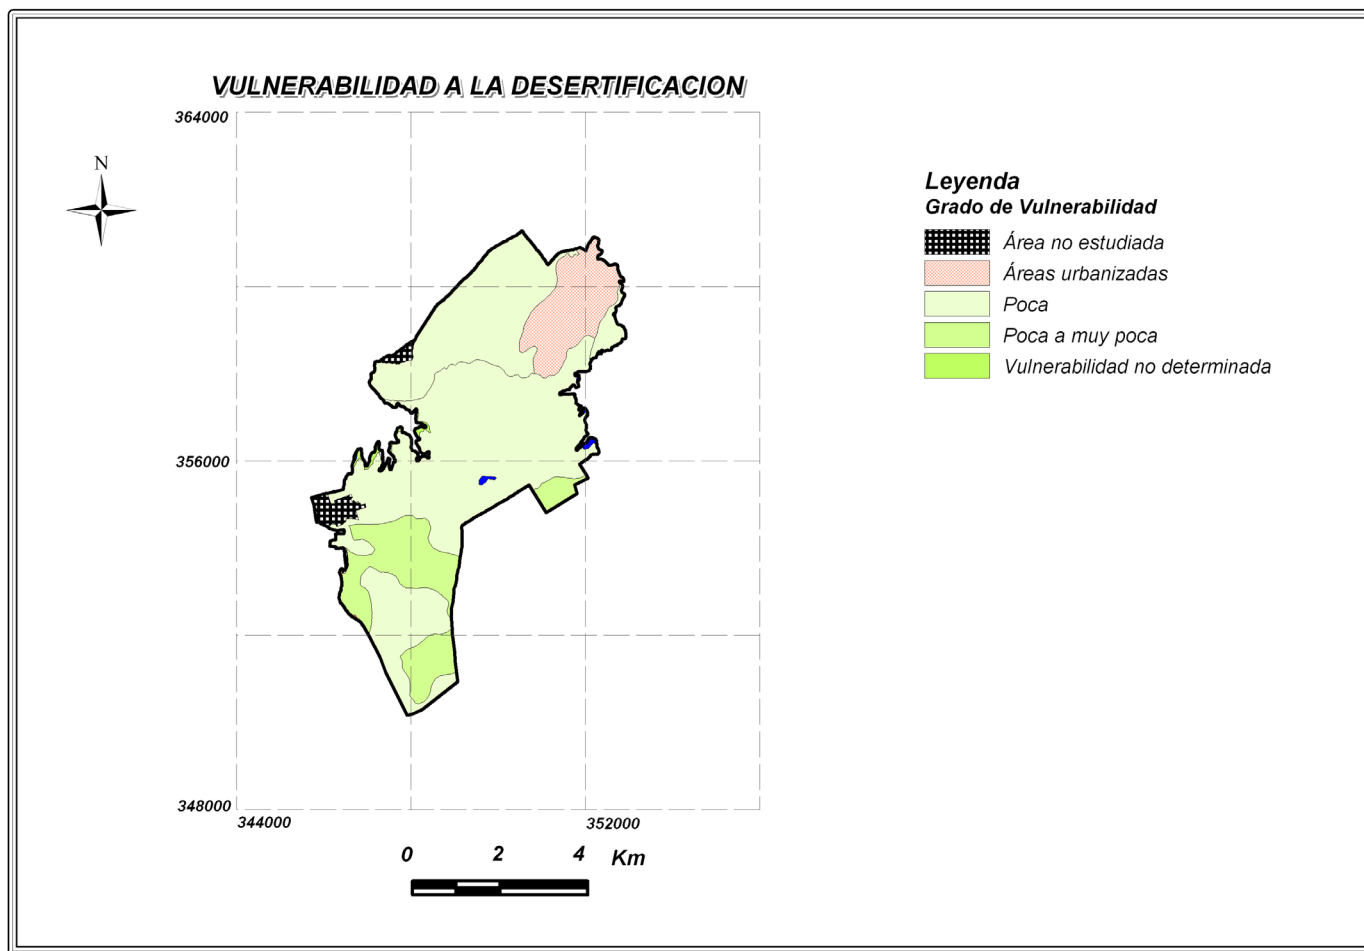 VULNERABILIDAD A LA DESERTIFICACION
364000
N
Leyenda
Grado de Vulnerabilidad
Área no estudiada
Áreas urbanizadas
Poca
Poca a muy poca
Vulnerabilidad no determinada
356000
348000
344000
352000
0 2 4 Km